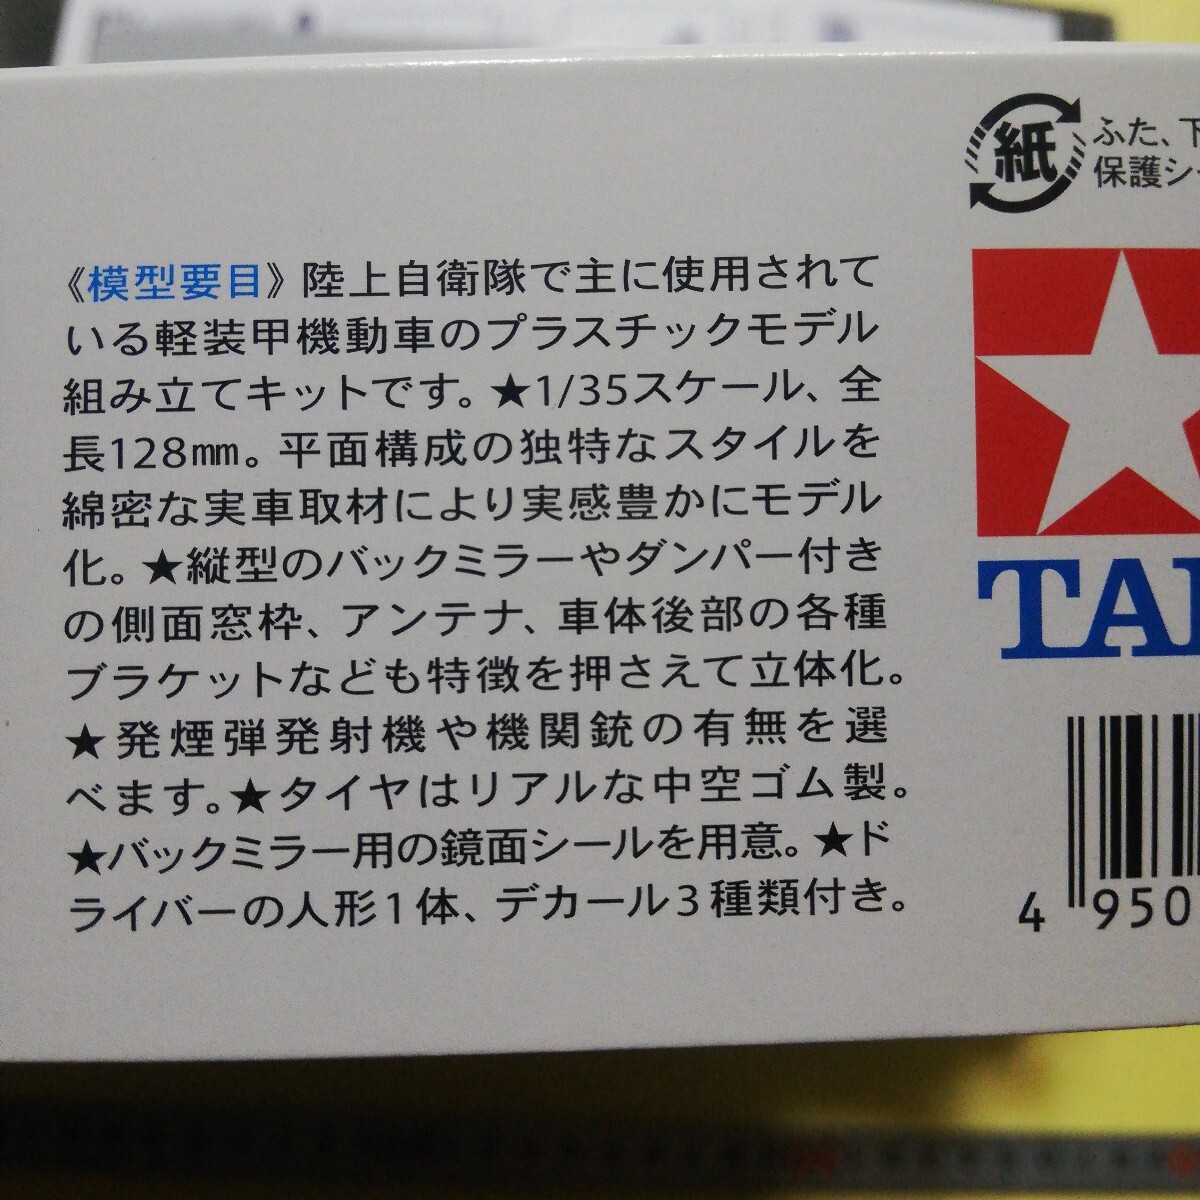 紙
ふた、下
保護シー
《模型要目》陸上自衛隊で主に使用されて
いる軽装甲機動車のプラスチックモデル
組み立てキットです。★1/35スケール、全
長128mm。平面構成の独特なスタイルを
綿密な実車取材により実感豊かにモデル
化。★縦型のバックミラーやダンパー付き
の側面窓枠、アンテナ、車体後部の各種
ブラケットなども特徴を押さえて立体化。
★発煙弾発射機や機関銃の有無を選
べます。★タイヤはリアルな中空ゴム製。
★バックミラー用の鏡面シールを用意。★ド
ライバーの人形1体、デカール3種類付き。
TA
4 950